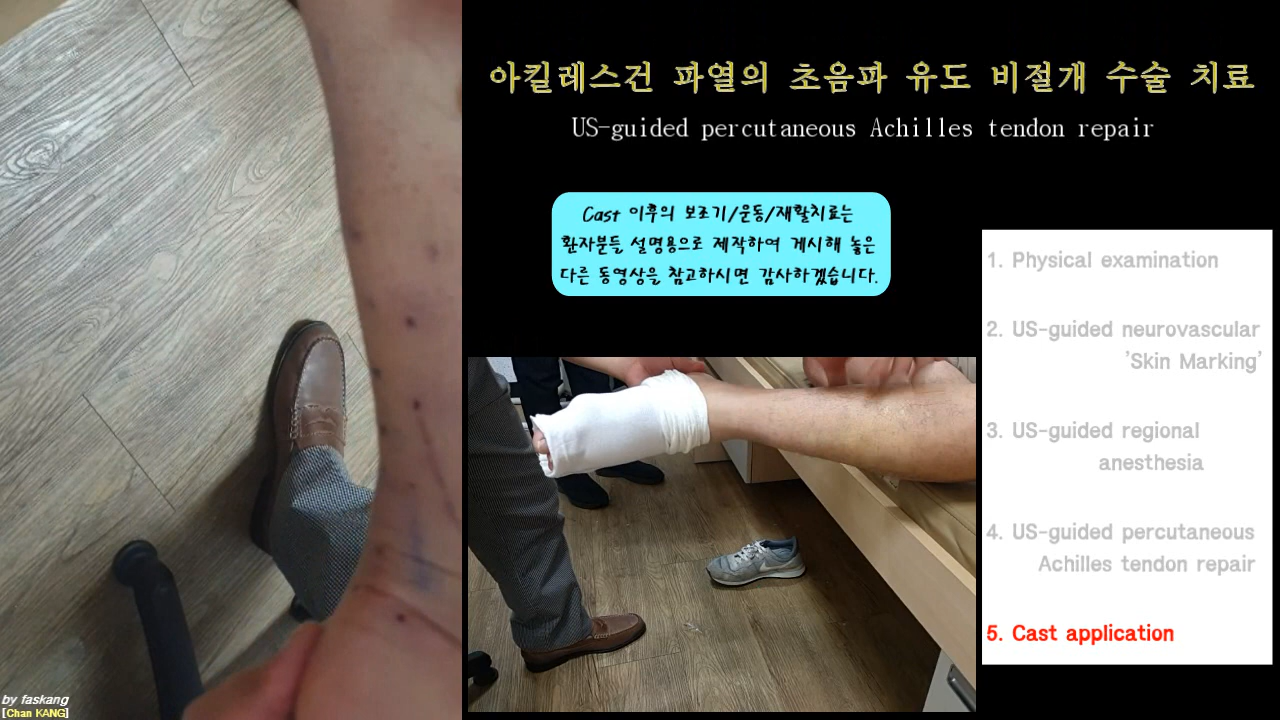 아킬레스건 파열의 초음파 유도 비절개 수술 치료
US-guided percutaneous Achilles tendon repair
Cast 이후의 보조기/운동/재활치료는
환자분들 설명용으로 제작하여 게시해 놓은
다른 동영상을 참고하시면 감사하겠습니다.
1. Physical examination
2. US-guided neurovascular
'Skin Marking'
3. US-guided regional
anesthesia
4. US-guided percutaneous
Achilles tendon repair
5. Cast application
by faskang
[Chan KANG]